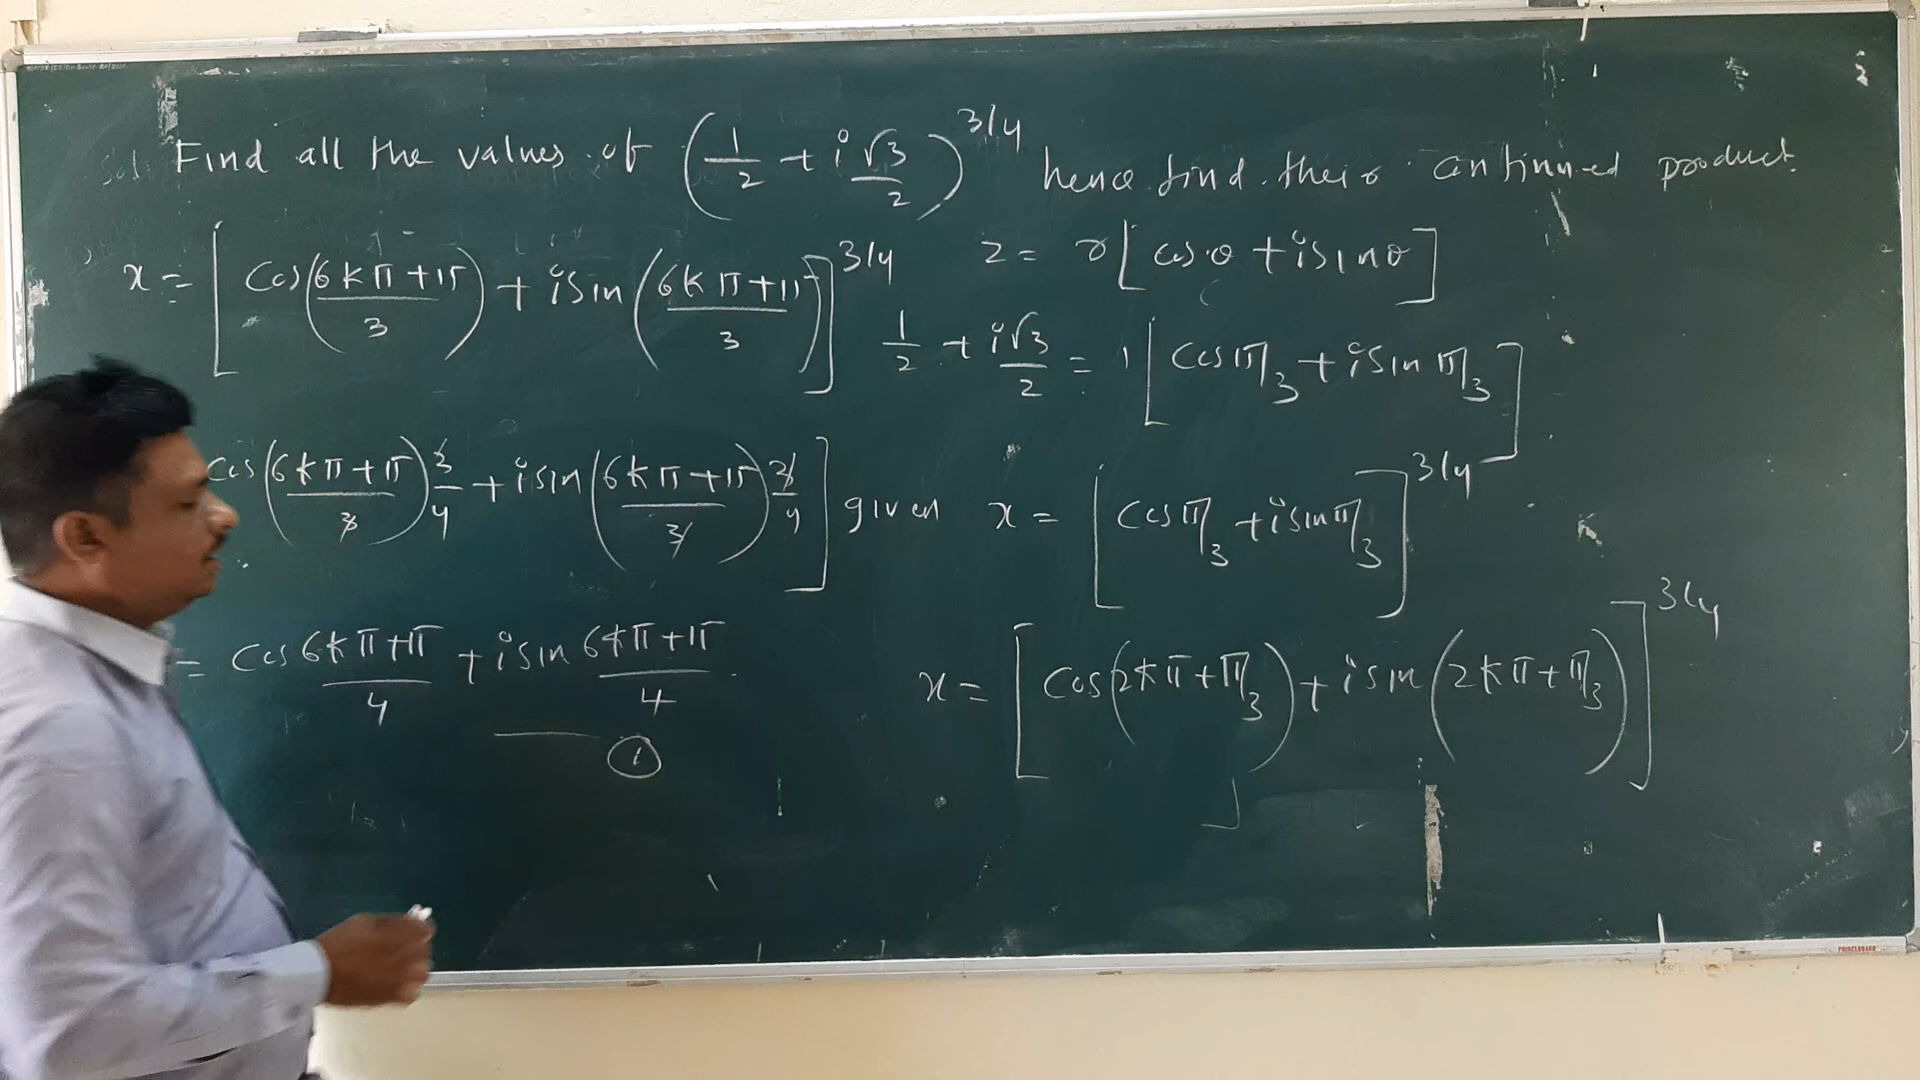 Find all the values of (1/2 + i √3/2)^3/4 hence find their continued product.
x = [cos(6kπ+π/3) + i sin(6kπ+π/3)]^3/4
cos(6kπ+π/3)3/4 + i sin(6kπ+π/3)3/4]
= cos 6kπ+π/4 + i sin 6kπ+π/4
1
z = r[cos θ + i sin θ]
1/2 + i√3/2 = 1[cos π/3 + i sin π/3]
given x = [cos π/3 + i sin π/3]^3/4
x = [cos(2kπ+π/3) + i sin(2kπ+π/3)]^3/4